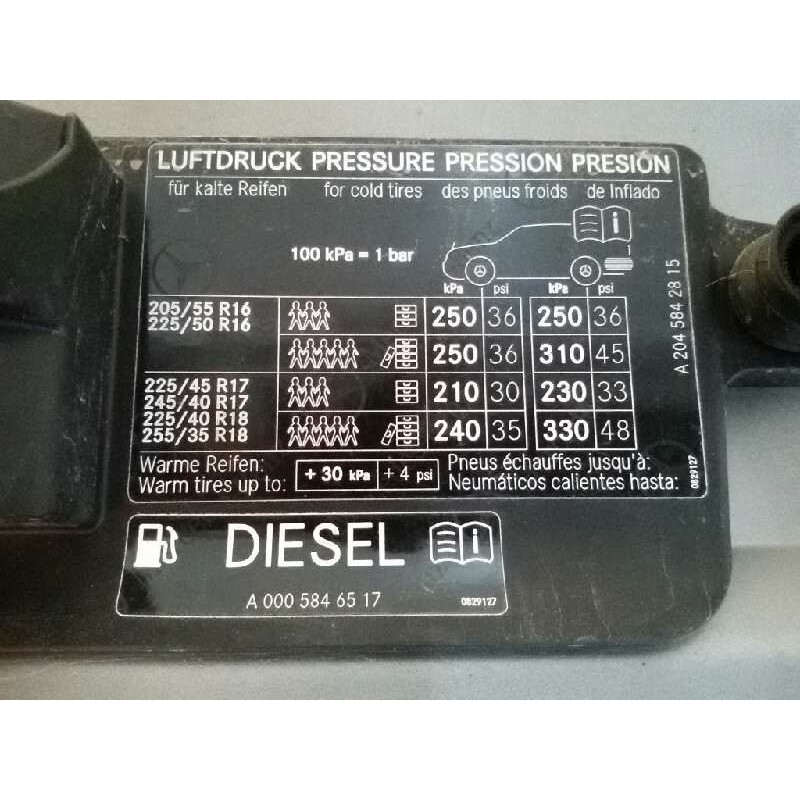 LUFTDRUCK PRESSURE PRESSION PRESIÓN
für kalte Reifen for cold tires des pneus froids de Inflado
100 kPa = 1 bar
kPa psi kPa psi
205/55 R16
225/50 R16
250 36 250 36
250 36 310 45
225/45 R17
245/40 R17
225/40 R18
255/35 R18
210 30 230 33
240 35 330 48
Warme Reifen:
Warm tires up to:
+ 30 kPa + 4 psi
Pneus échauffes jusqu'à:
Neumáticos calientes hasta:
0829127
A 204 584 28 15
DIESEL
A 000 584 65 17
0829127